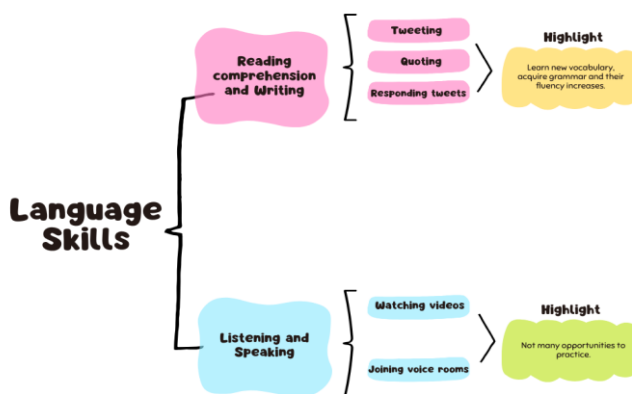 Language
Skills
Reading
comprehension
and Writing
Tweeting
Quoting
Responding tweets
Highlight
Learn new vocabulary,
acquire grammar and their
fluency increases.
Listening and
Speaking
Watching videos
Joining voice rooms
Highlight
Not many opportunities to
practice.